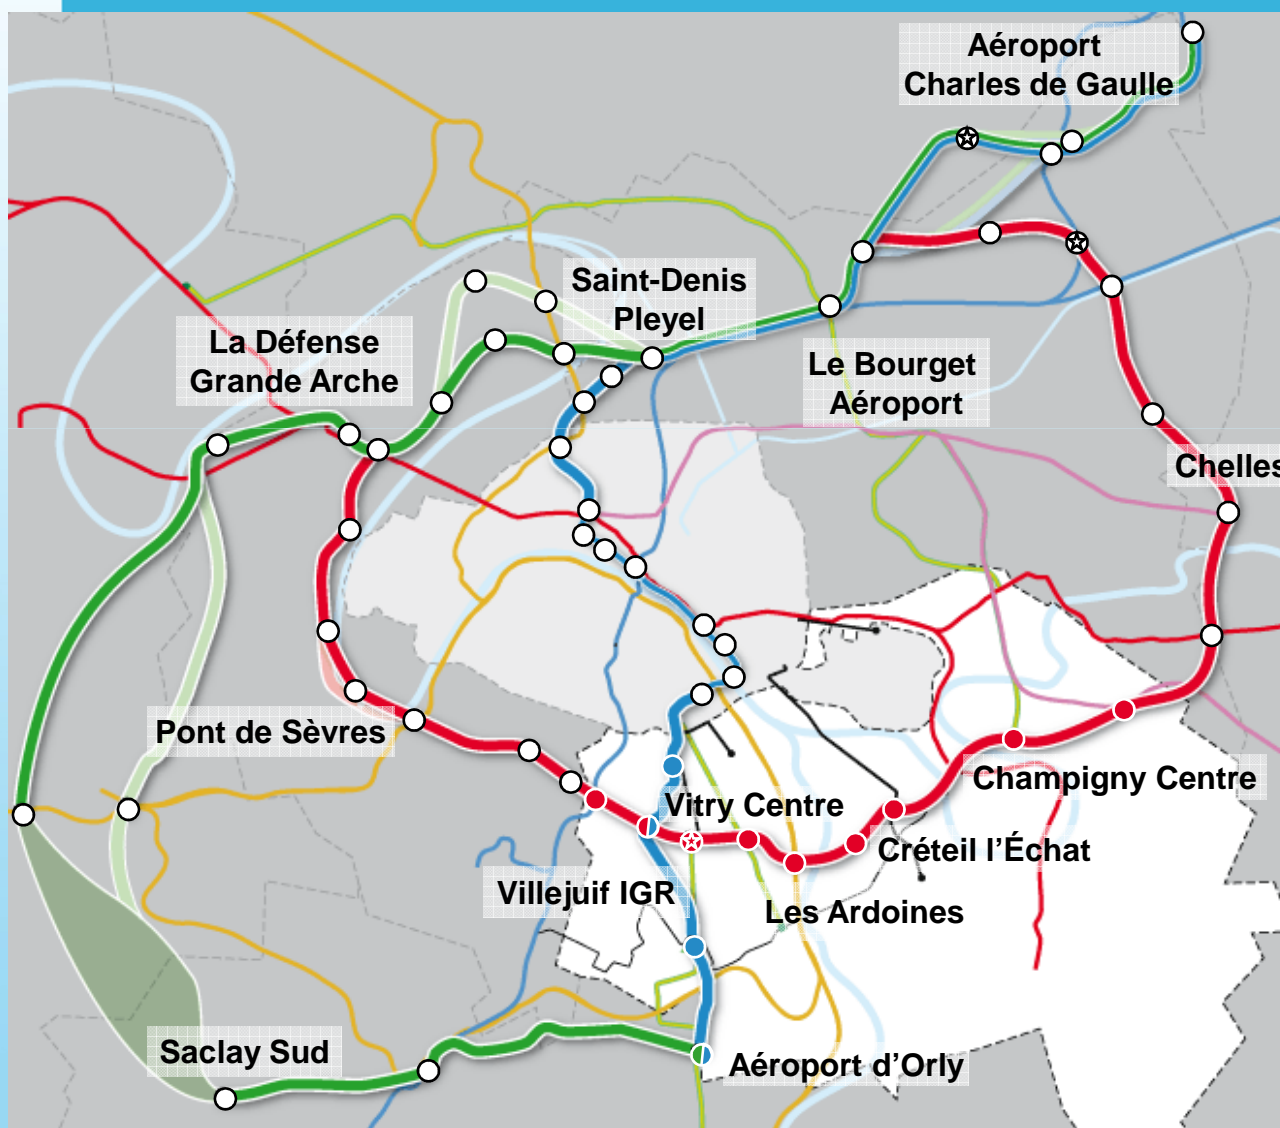 Aéroport
Charles de Gaulle
Saint-Denis
Pleyel
La Défense
Grande Arche
Le Bourget
Aéroport
Chelles
Pont de Sèvres
Champigny Centre
Vitry Centre
Créteil l’Échat
Villejuif IGR
Les Ardoines
Saclay Sud
Aéroport d’Orly